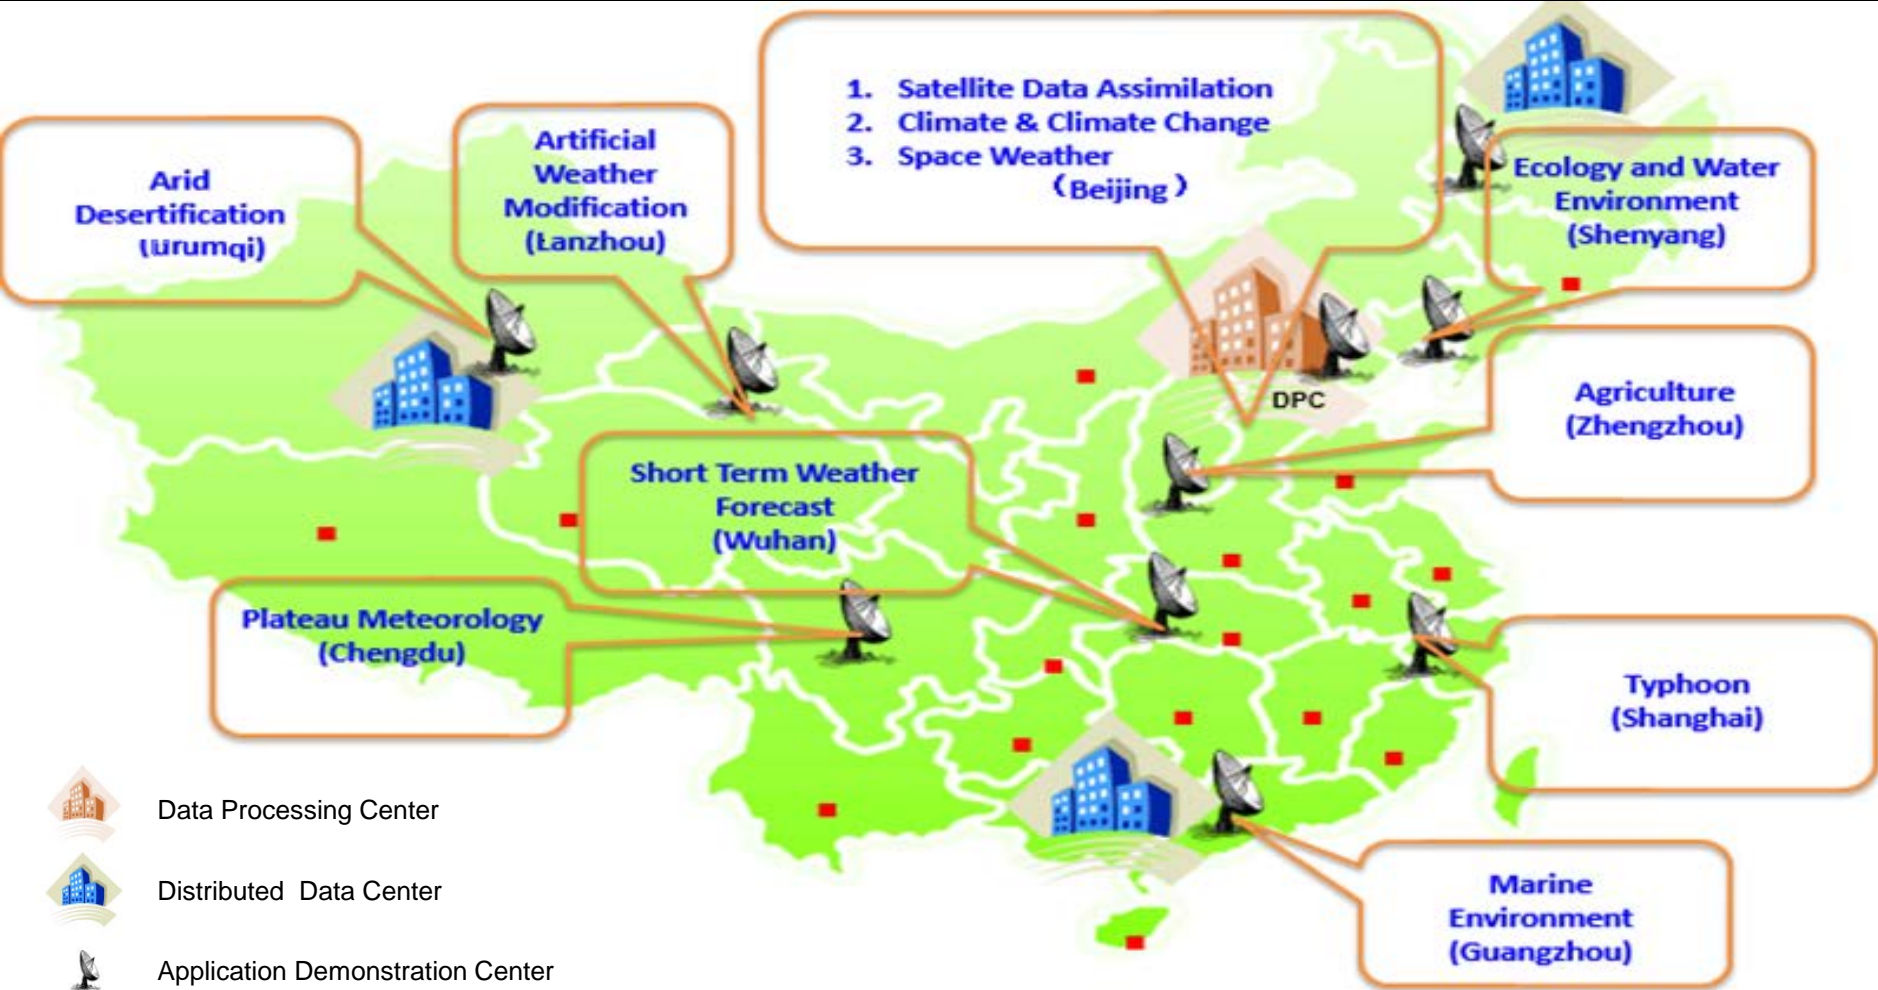 1. Satellite Data Assimilation
2. Climate & Climate Change
3. Space Weather
(Beijing)
Arid
Desertification
(Urumqi)
Artificial
Weather
Modification
(Lanzhou)
Ecology and Water
Environment
(Shenyang)
DPC
Agriculture
(Zhengzhou)
Short Term Weather
Forecast
(Wuhan)
Plateau Meteorology
(Chengdu)
Typhoon
(Shanghai)
Marine
Environment
(Guangzhou)
Data Processing Center
Distributed Data Center
Application Demonstration Center